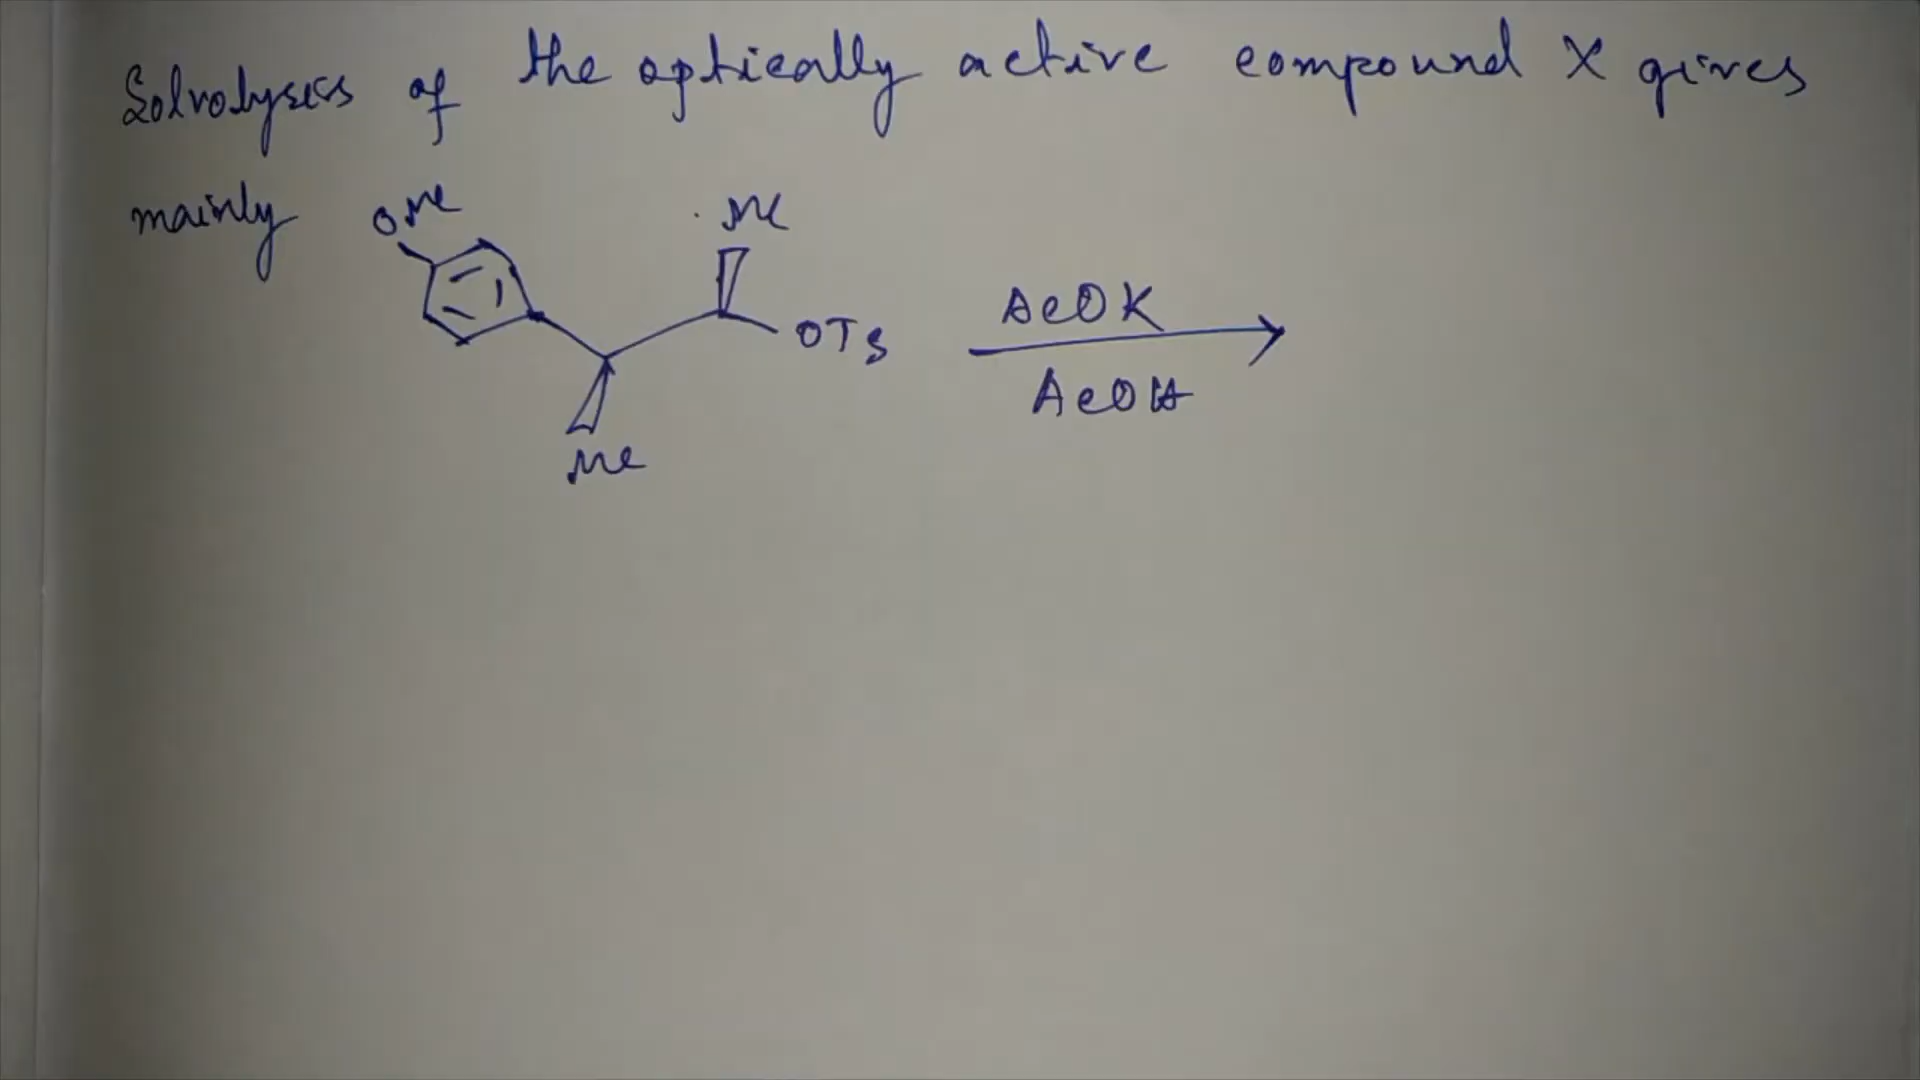 Solvolysis of the optically active compound X gives
mainly
OMe
Me
OTs
Me
AcOK
AcOH